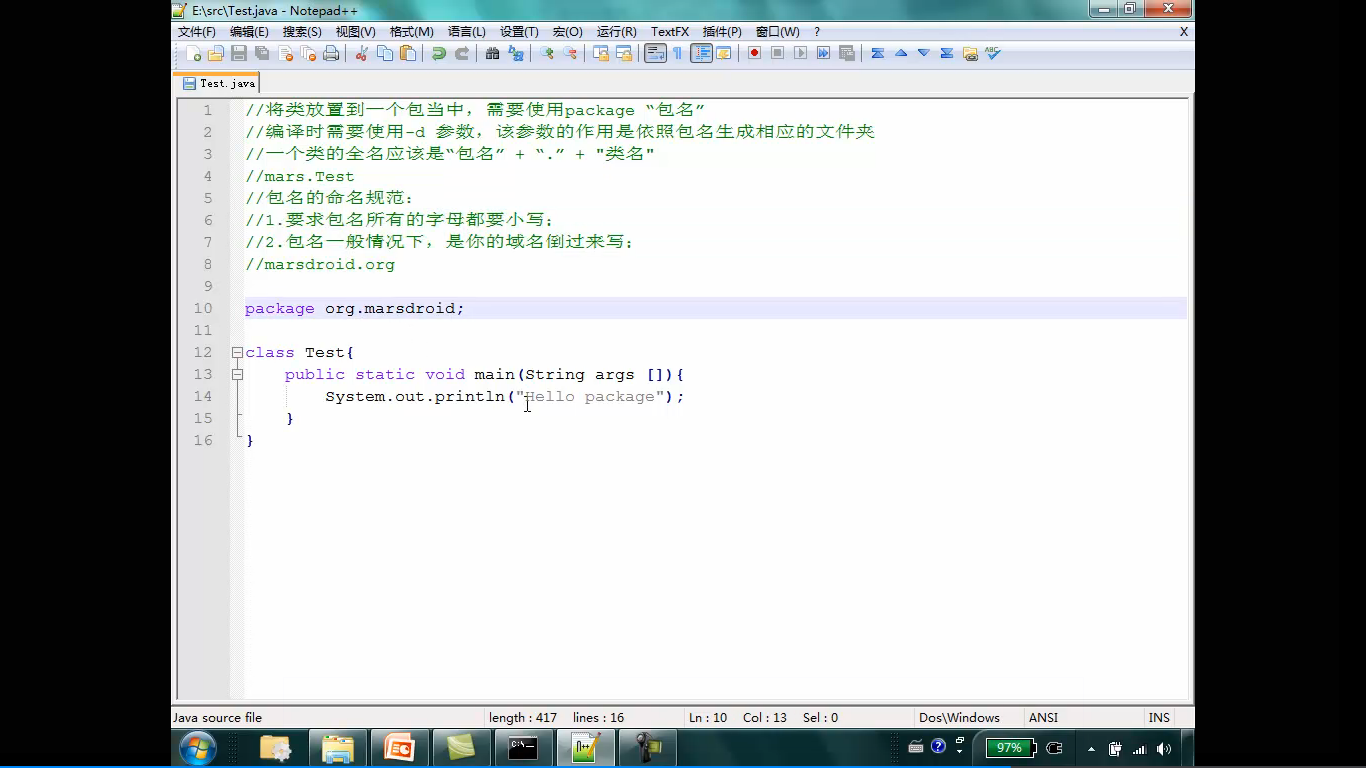 E:\src\Test.java - Notepad++
文件(F) 编辑(E) 搜索(S) 视图(V) 格式(M) 语言(L) 设置(T) 宏(O) 运行(R) TextFX 插件(P) 窗口(W) ? X
Test.java
1 //将类放置到一个包当中，需要使用package “包名”
2 //编译时需要使用-d 参数，该参数的作用是依照包名生成相应的文件夹
3 //一个类的全名应该是“包名” + “.” + "类名"
4 //mars.Test
5 //包名的命名规范：
6 //1.要求包名所有的字母都要小写；
7 //2.包名一般情况下，是你的域名倒过来写；
8 //marsdroid.org
9
10 package org.marsdroid;
11
12 class Test{
13 public static void main(String args []){
14 System.out.println("Hello package");
15 }
16 }
Java source file length : 417 lines : 16 Ln : 10 Col : 13 Sel : 0 Dos\Windows ANSI INS
97%